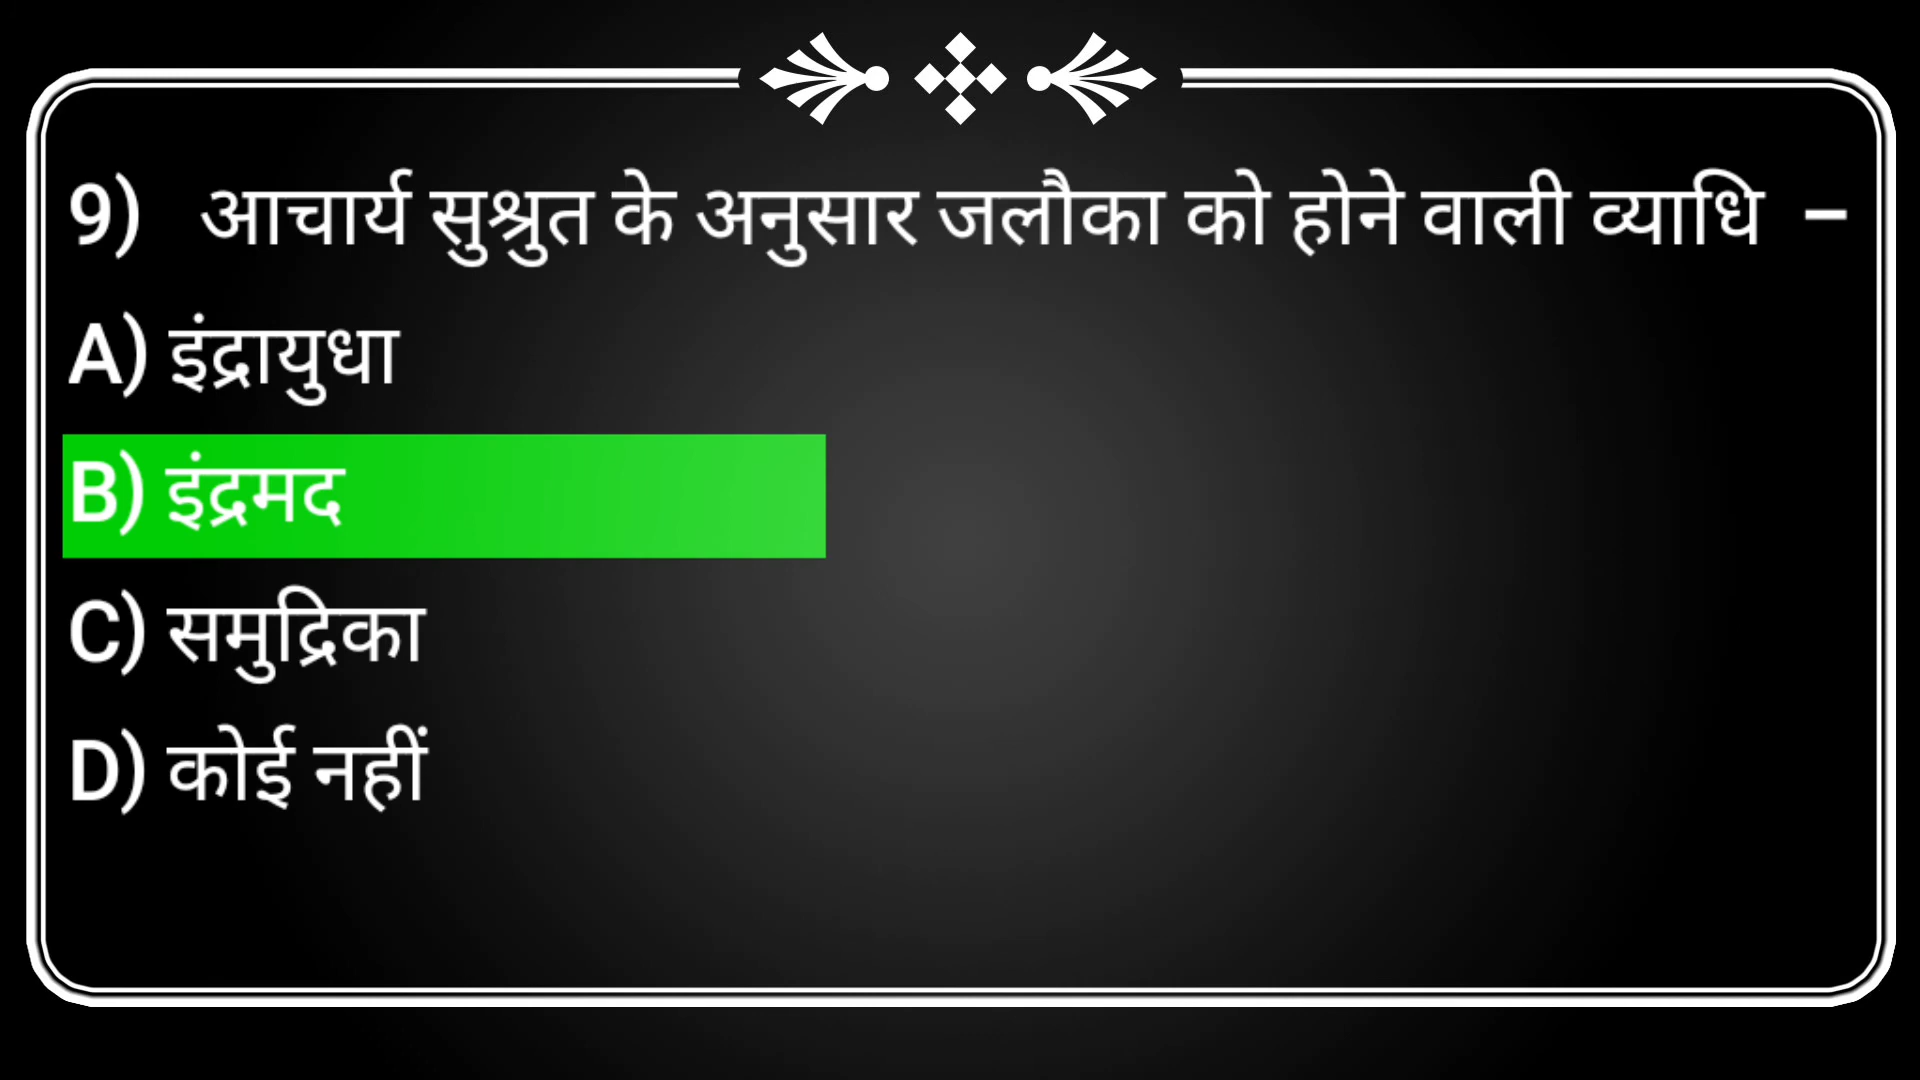 9) आचार्य सुश्रुत के अनुसार जलौका को होने वाली व्याधि –
A) इंद्रायुधा
B) इंद्रमद
C) समुद्रिका
D) कोई नहीं